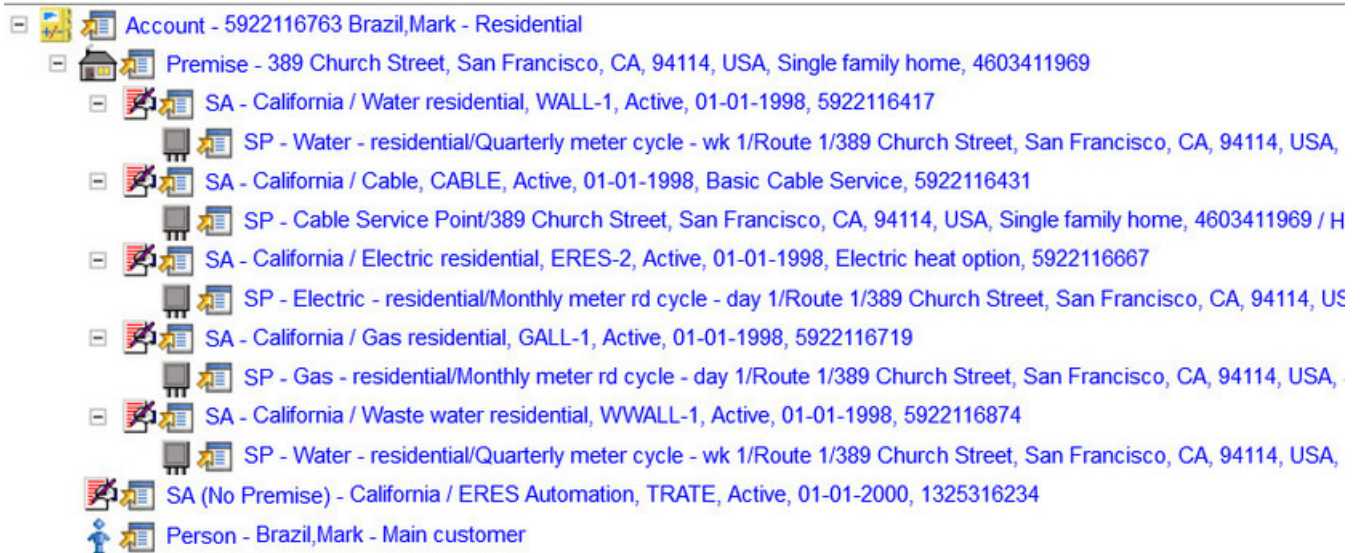 Account - 5922116763 Brazil,Mark - Residential
Premise - 389 Church Street, San Francisco, CA, 94114, USA, Single family home, 4603411969
SA - California / Water residential, WALL-1, Active, 01-01-1998, 5922116417
SP - Water - residential/Quarterly meter cycle - wk 1/Route 1/389 Church Street, San Francisco, CA, 94114, USA,
SA - California / Cable, CABLE, Active, 01-01-1998, Basic Cable Service, 5922116431
SP - Cable Service Point/389 Church Street, San Francisco, CA, 94114, USA, Single family home, 4603411969 / H
SA - California / Electric residential, ERES-2, Active, 01-01-1998, Electric heat option, 5922116667
SP - Electric - residential/Monthly meter rd cycle - day 1/Route 1/389 Church Street, San Francisco, CA, 94114, US
SA - California / Gas residential, GALL-1, Active, 01-01-1998, 5922116719
SP - Gas - residential/Monthly meter rd cycle - day 1/Route 1/389 Church Street, San Francisco, CA, 94114, USA,
SA - California / Waste water residential, WWALL-1, Active, 01-01-1998, 5922116874
SP - Water - residential/Quarterly meter cycle - wk 1/Route 1/389 Church Street, San Francisco, CA, 94114, USA,
SA (No Premise) - California / ERES Automation, TRATE, Active, 01-01-2000, 1325316234
Person - Brazil,Mark - Main customer